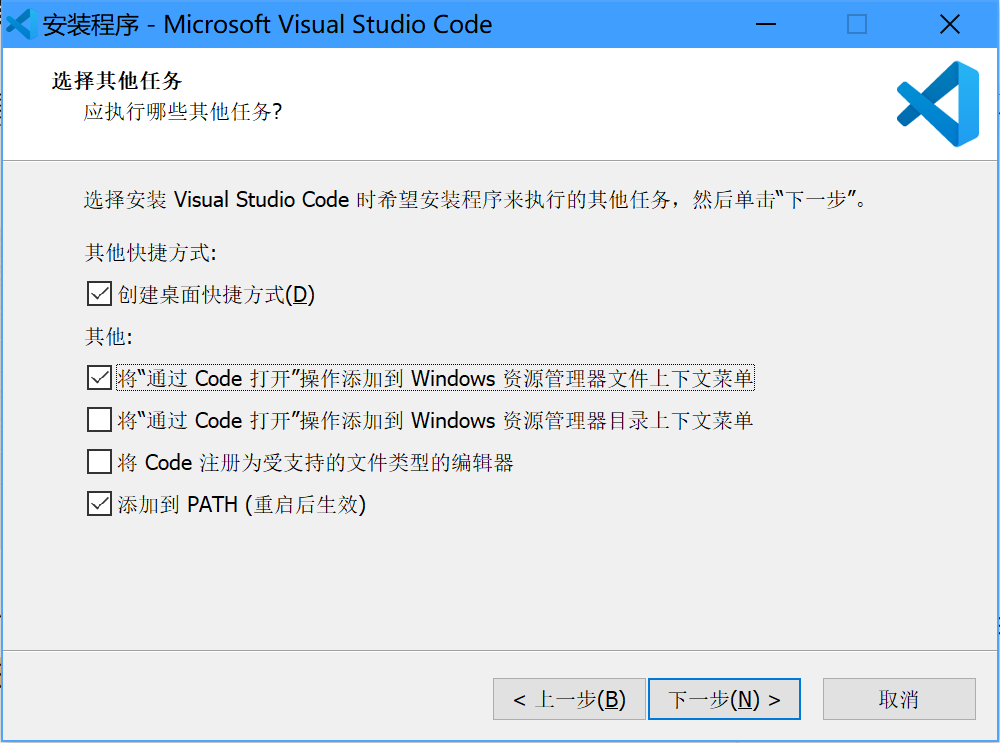 安装程序 - Microsoft Visual Studio Code
选择其他任务
应执行哪些其他任务?
选择安装 Visual Studio Code 时希望安装程序来执行的其他任务，然后单击“下一步”。
其他快捷方式:
创建桌面快捷方式(D)
其他:
将“通过 Code 打开”操作添加到 Windows 资源管理器文件上下文菜单
将“通过 Code 打开”操作添加到 Windows 资源管理器目录上下文菜单
将 Code 注册为受支持的文件类型的编辑器
添加到 PATH (重启后生效)
< 上一步(B)
下一步(N) >
取消